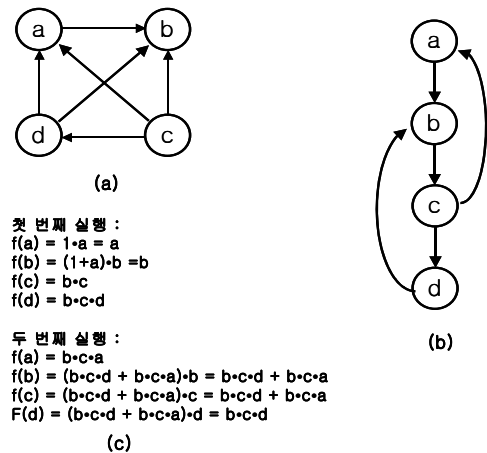 a
b
d
c
(a)
첫 번째 실행 :
f(a) = 1•a = a
f(b) = (1+a)•b =b
f(c) = b•c
f(d) = b•c•d
두 번째 실행 :
f(a) = b•c•a
f(b) = (b•c•d + b•c•a)•b = b•c•d + b•c•a
f(c) = (b•c•d + b•c•a)•c = b•c•d + b•c•a
F(d) = (b•c•d + b•c•a)•d = b•c•d
(c)
a
b
c
d
(b)